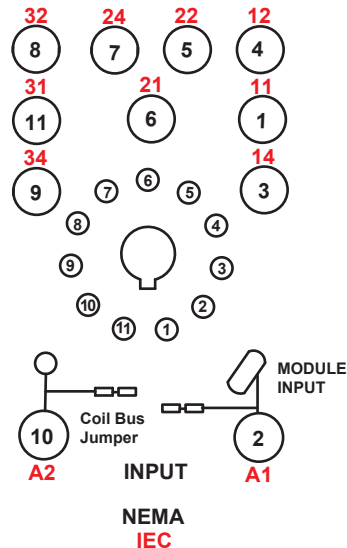 32 24 22 12
8 7 5 4
31 21 11
11 6 1
34 14
9 3
6
7 5
8 4
9 3
10 2
11 1
MODULE
INPUT
Coil Bus
Jumper
10 2
A2 INPUT A1
NEMA
IEC